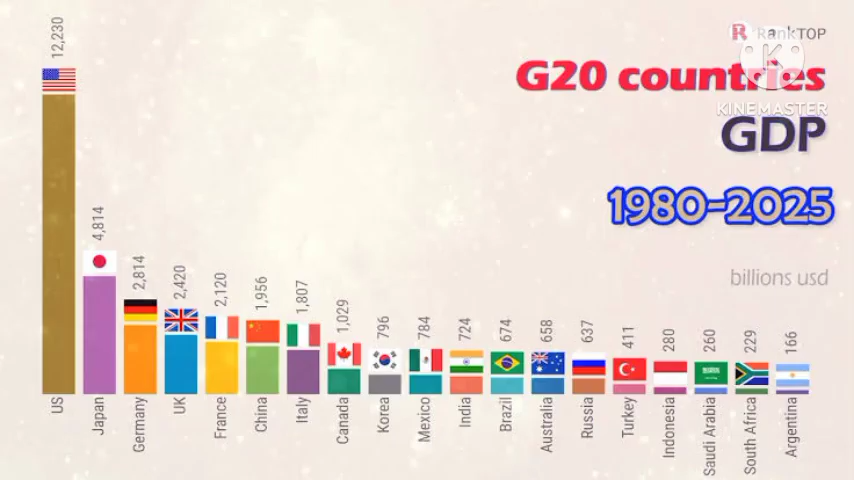 RankTOP
G20 countries
KINEMASTER
GDP
1980-2025
billions usd
12,230
4,814
2,814
2,420
2,120
1,956
1,807
1,029
796
784
724
674
658
637
411
280
260
229
166
US
Japan
Germany
UK
France
China
Italy
Canada
Korea
Mexico
India
Brazil
Australia
Russia
Turkey
Indonesia
Saudi Arabia
South Africa
Argentina